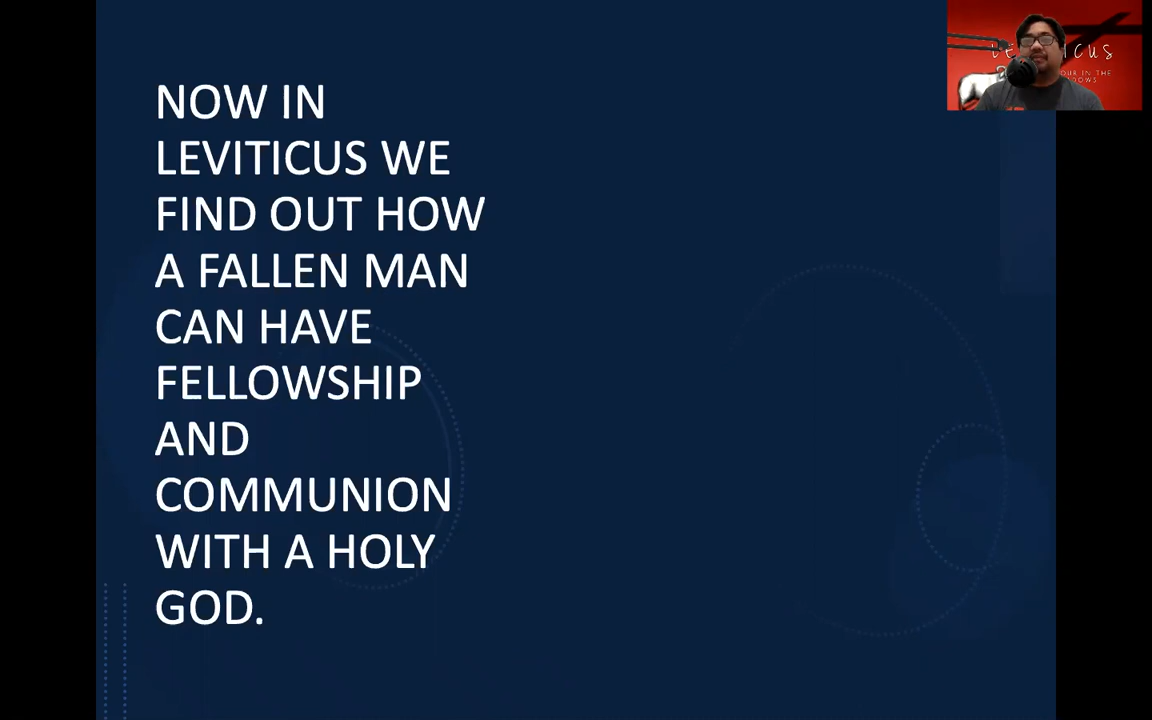 NOW IN
LEVITICUS WE
FIND OUT HOW
A FALLEN MAN
CAN HAVE
FELLOWSHIP
AND
COMMUNION
WITH A HOLY
GOD.